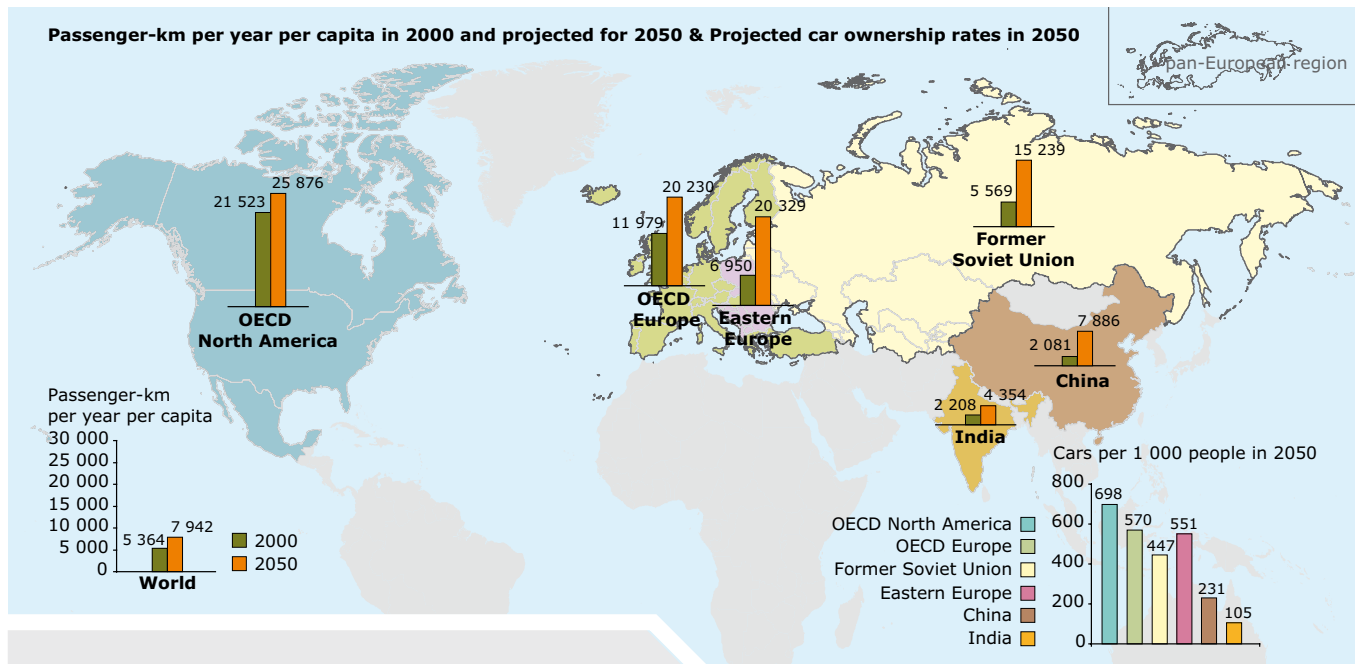 Passenger-km per year per capita in 2000 and projected for 2050 & Projected car ownership rates in 2050
pan-European region
21 523
25 876
OECD
North America
11 979
20 230
OECD
Europe
6 950
20 329
Eastern
Europe
5 569
15 239
Former
Soviet Union
2 081
7 886
China
2 208
4 354
India
Passenger-km
per year per capita
30 000
25 000
20 000
15 000
10 000
5 000
0
5 364
7 942
World
2000
2050
Cars per 1 000 people in 2050
OECD North America
OECD Europe
Former Soviet Union
Eastern Europe
China
India
800
600
400
200
0
698
570
447
551
231
105